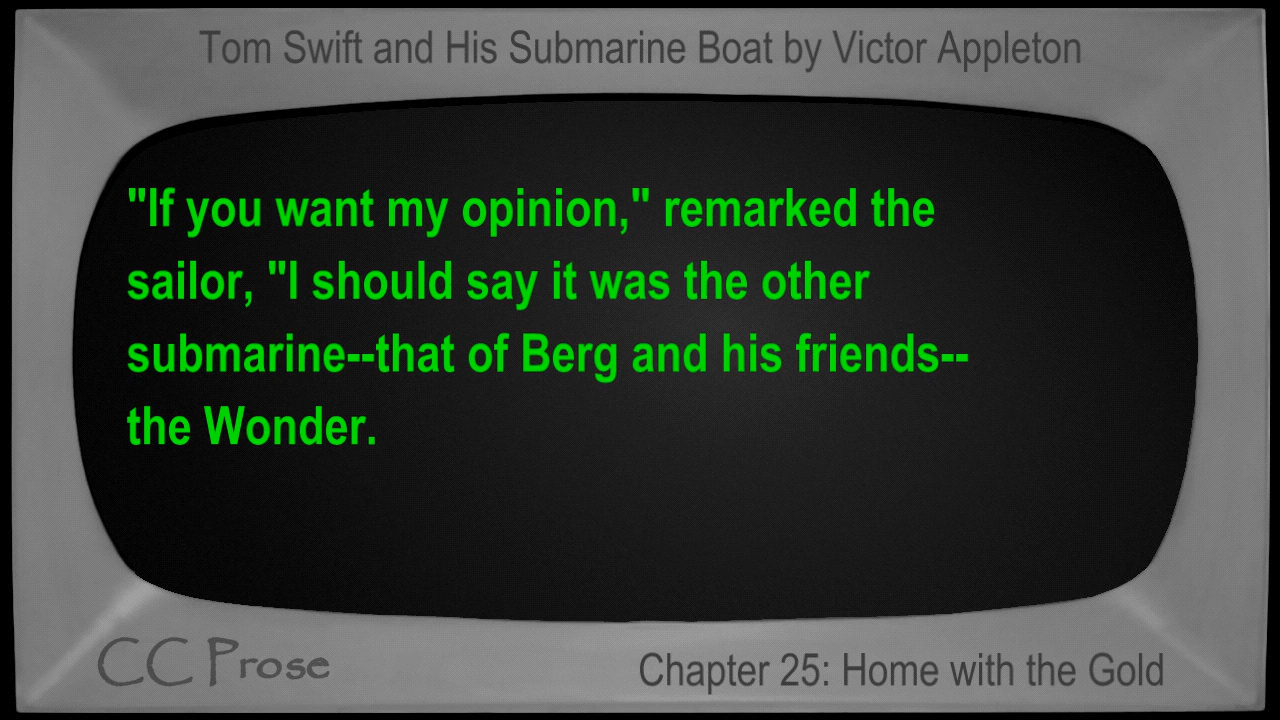 Tom Swift and His Submarine Boat by Victor Appleton
"If you want my opinion," remarked the
sailor, "I should say it was the other
submarine--that of Berg and his friends--
the Wonder.
CC Prose
Chapter 25: Home with the Gold